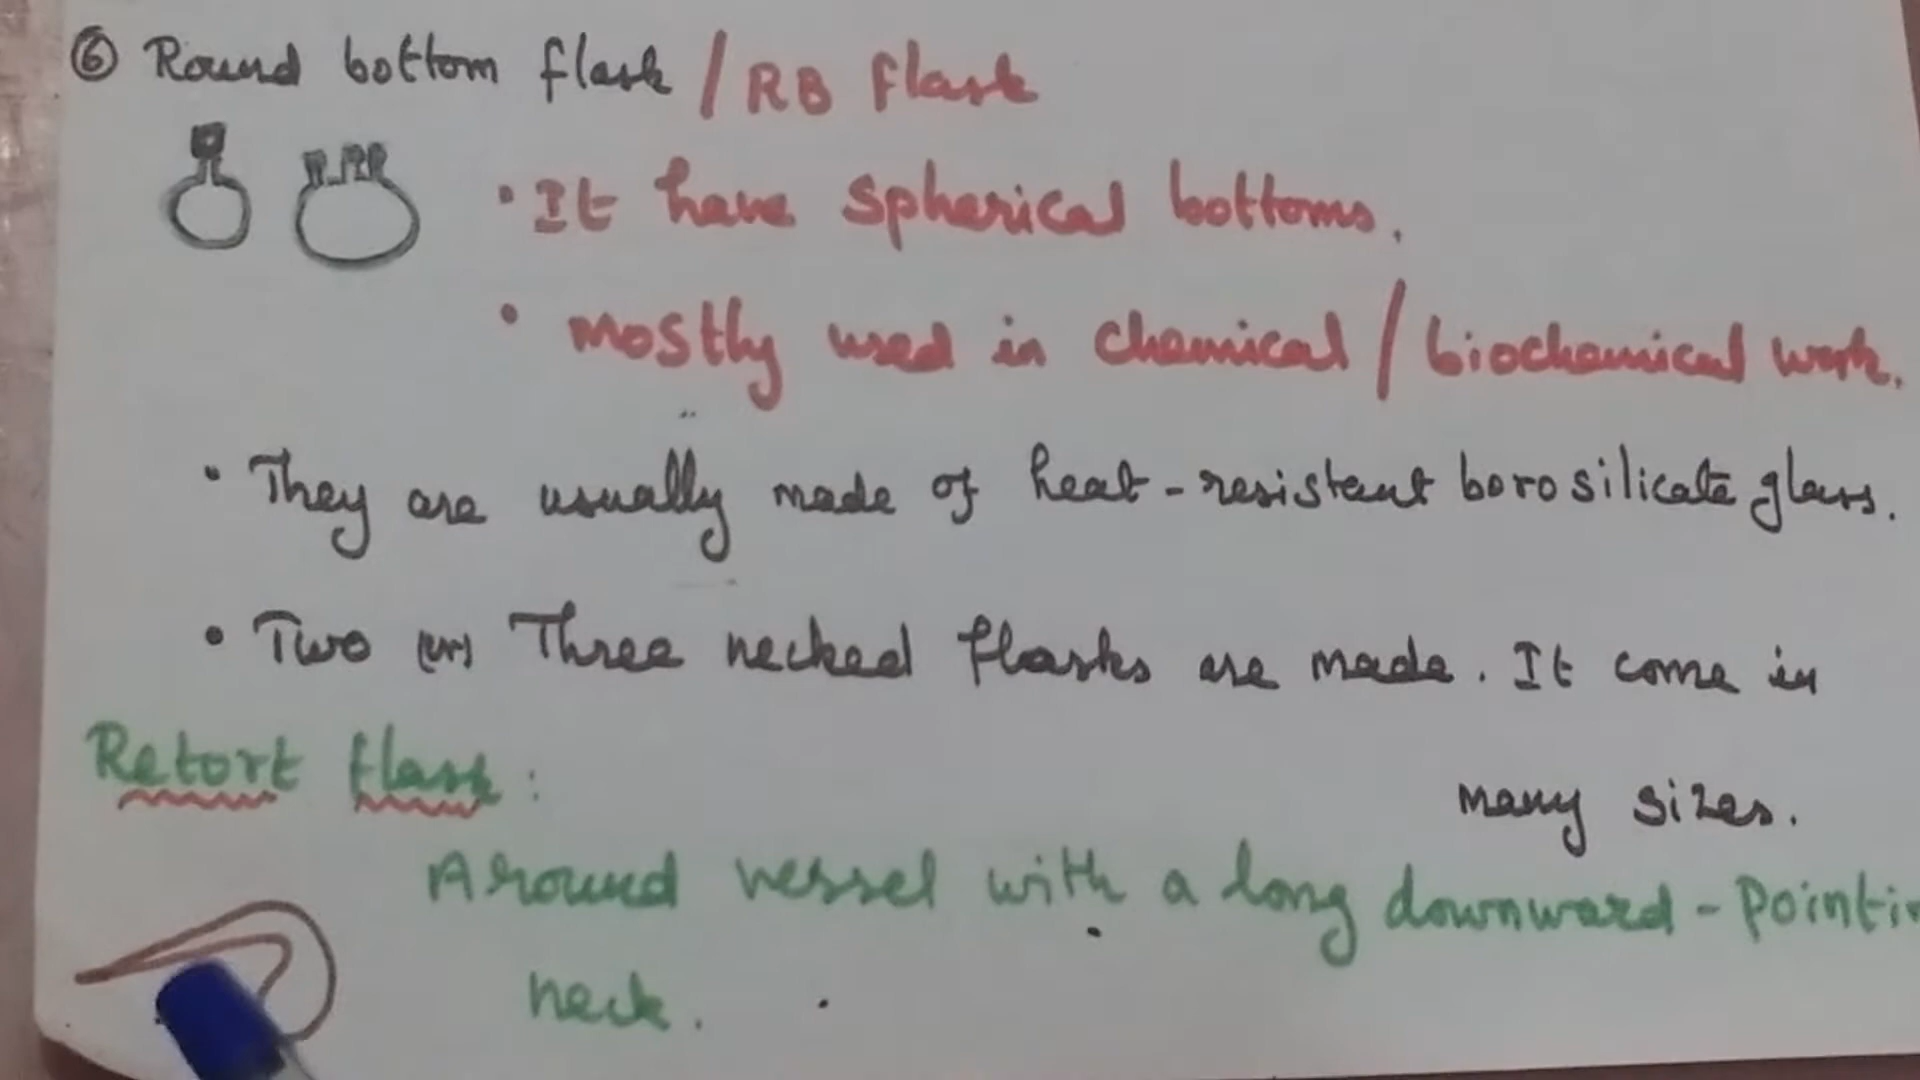 ⑥ Round bottom flask / RB flask
• It have spherical bottoms.
• mostly used in chemical / biochemical work.
• They are usually made of heat-resistant borosilicate glass.
• Two (or) Three necked flasks are made. It come in
many sizes.
Retort flask:
A round vessel with a long downward-pointin
neck.